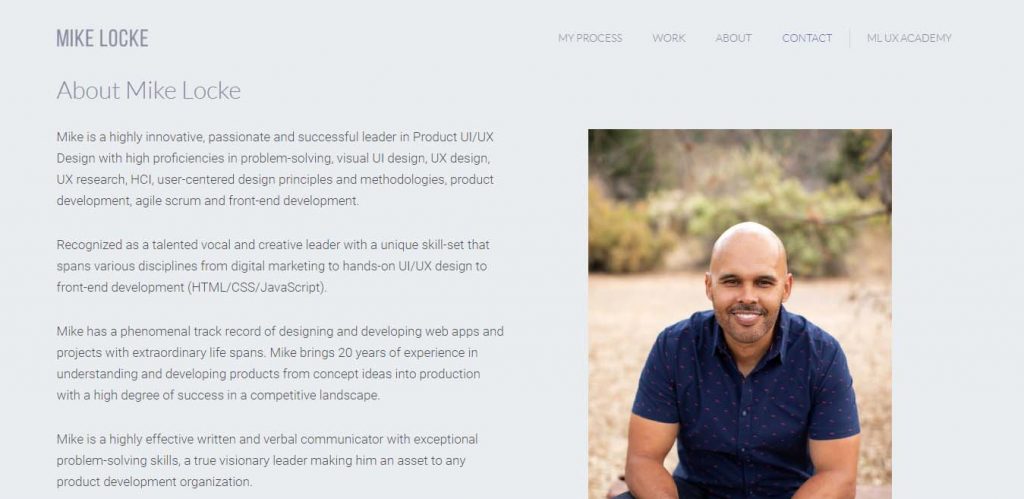 MIKE LOCKE
MY PROCESS WORK ABOUT CONTACT ML UX ACADEMY
About Mike Locke
Mike is a highly innovative, passionate and successful leader in Product UI/UX
Design with high proficiencies in problem-solving, visual UI design, UX design,
UX research, HCI, user-centered design principles and methodologies, product
development, agile scrum and front-end development.
Recognized as a talented vocal and creative leader with a unique skill-set that
spans various disciplines from digital marketing to hands-on UI/UX design to
front-end development (HTML/CSS/JavaScript).
Mike has a phenomenal track record of designing and developing web apps and
projects with extraordinary life spans. Mike brings 20 years of experience in
understanding and developing products from concept ideas into production
with a high degree of success in a competitive landscape.
Mike is a highly effective written and verbal communicator with exceptional
problem-solving skills, a true visionary leader making him an asset to any
product development organization.